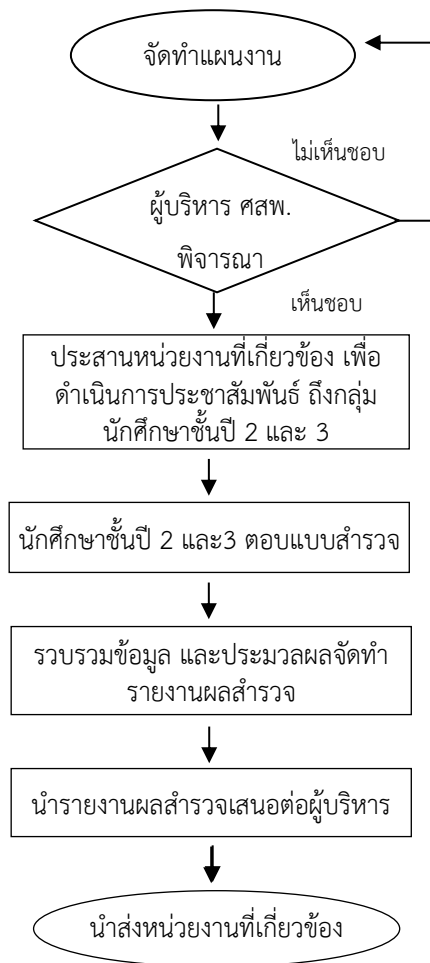 จัดทำแผนงาน
ไม่เห็นชอบ
ผู้บริหาร ศสพ.
พิจารณา
เห็นชอบ
ประสานหน่วยงานที่เกี่ยวข้อง เพื่อ
ดำเนินการประชาสัมพันธ์ ถึงกลุ่ม
นักศึกษาชั้นปี 2 และ 3
นักศึกษาชั้นปี 2 และ3 ตอบแบบสำรวจ
รวบรวมข้อมูล และประมวลผลจัดทำ
รายงานผลสำรวจ
นำรายงานผลสำรวจเสนอต่อผู้บริหาร
นำส่งหน่วยงานที่เกี่ยวข้อง